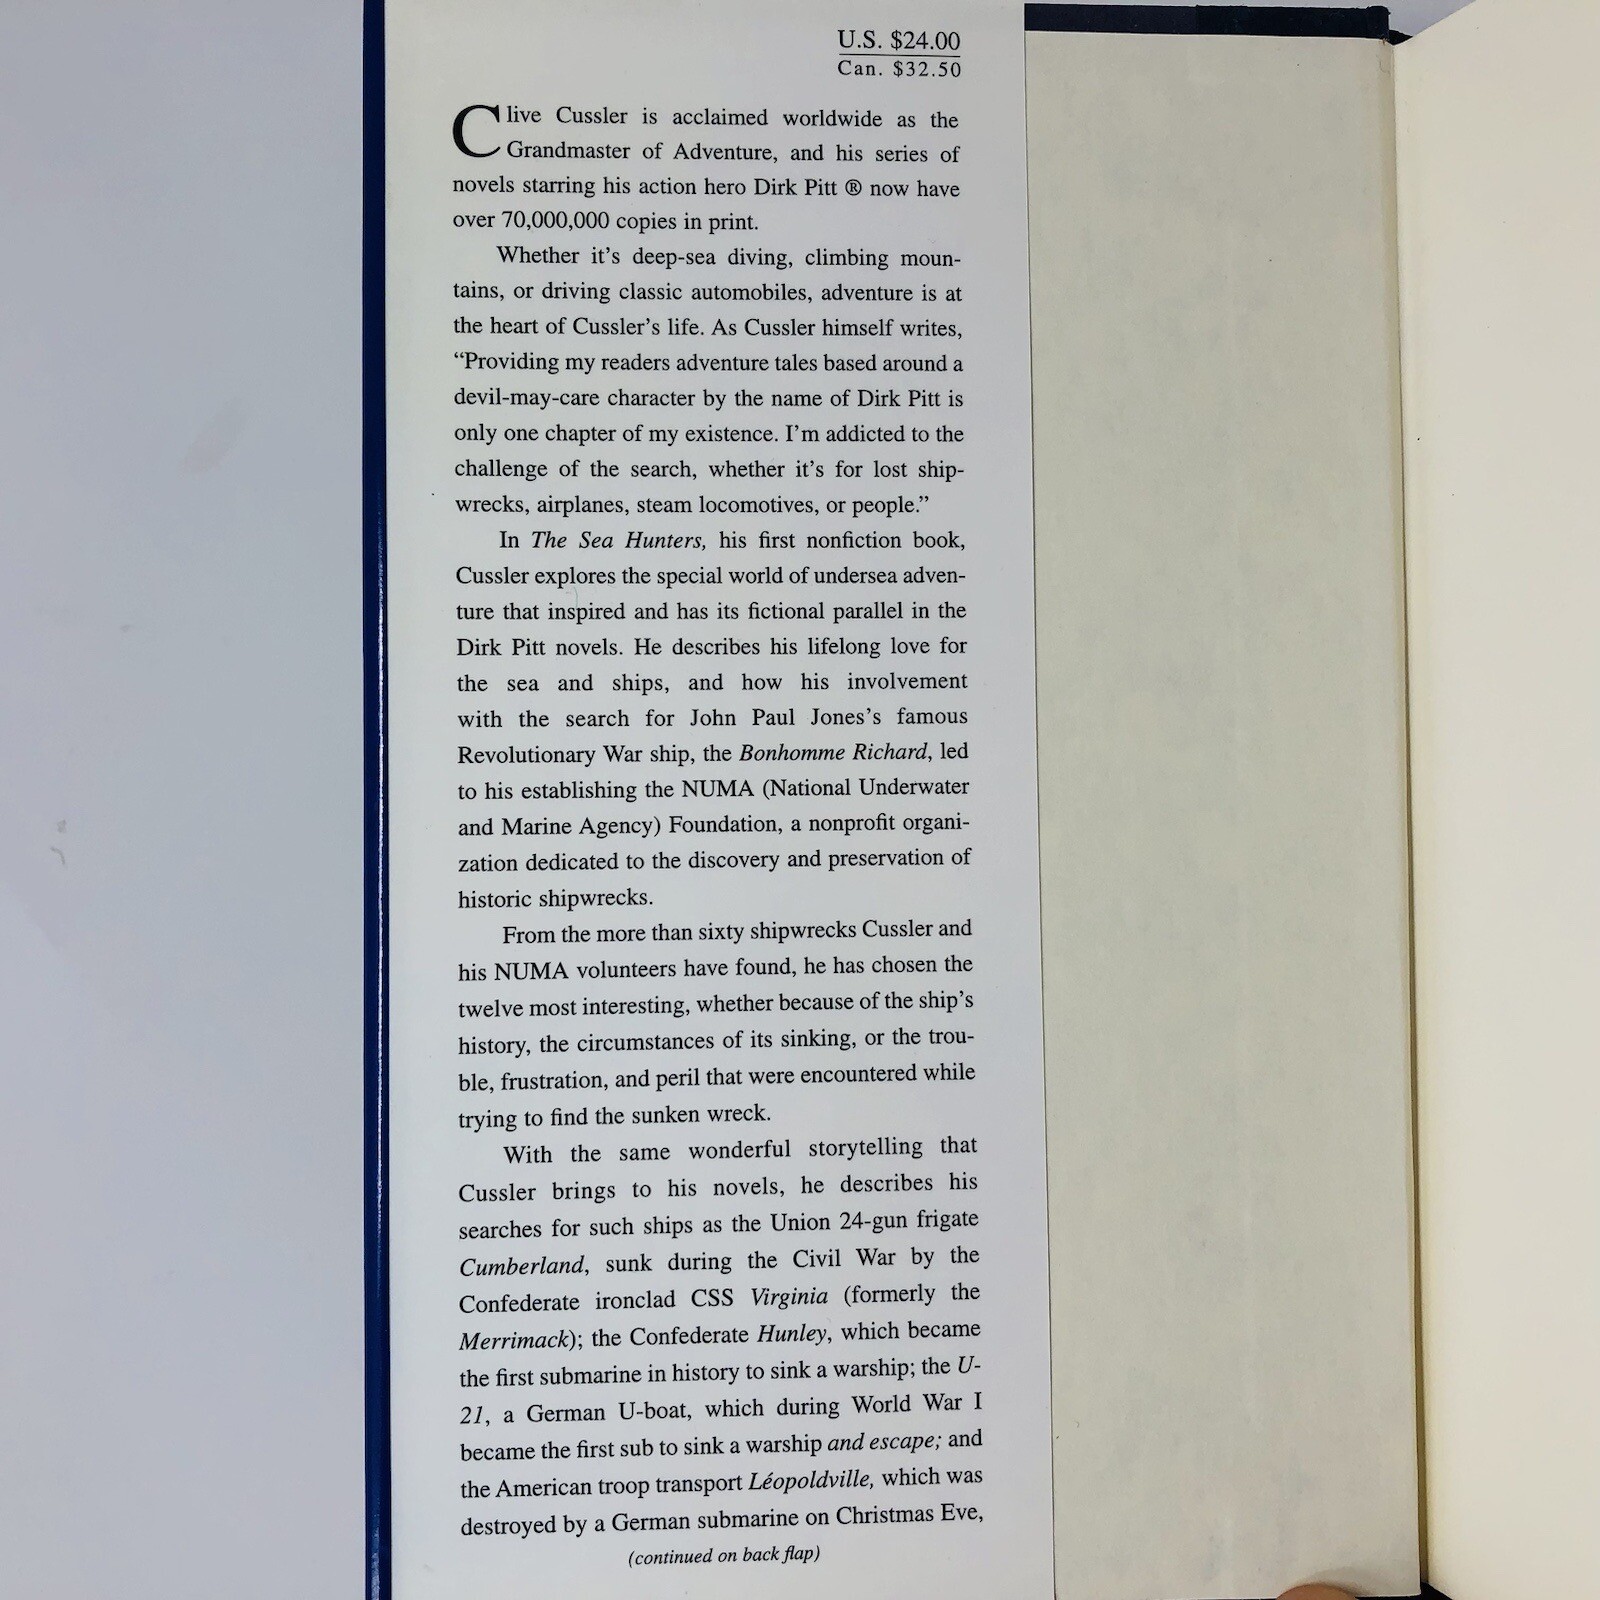 U.S. $24.00
Can. $32.50
Clive Cussler is acclaimed worldwide as the
Grandmaster of Adventure, and his series of
novels starring his action hero Dirk Pitt ® now have
over 70,000,000 copies in print.
Whether it’s deep-sea diving, climbing moun-
tains, or driving classic automobiles, adventure is at
the heart of Cussler’s life. As Cussler himself writes,
“Providing my readers adventure tales based around a
devil-may-care character by the name of Dirk Pitt is
only one chapter of my existence. I’m addicted to the
challenge of the search, whether it’s for lost ship-
wrecks, airplanes, steam locomotives, or people.”
In The Sea Hunters, his first nonfiction book,
Cussler explores the special world of undersea adven-
ture that inspired and has its fictional parallel in the
Dirk Pitt novels. He describes his lifelong love for
the sea and ships, and how his involvement
with the search for John Paul Jones’s famous
Revolutionary War ship, the Bonhomme Richard, led
to his establishing the NUMA (National Underwater
and Marine Agency) Foundation, a nonprofit organi-
zation dedicated to the discovery and preservation of
historic shipwrecks.
From the more than sixty shipwrecks Cussler and
his NUMA volunteers have found, he has chosen the
twelve most interesting, whether because of the ship’s
history, the circumstances of its sinking, or the trou-
ble, frustration, and peril that were encountered while
trying to find the sunken wreck.
With the same wonderful storytelling that
Cussler brings to his novels, he describes his
searches for such ships as the Union 24-gun frigate
Cumberland, sunk during the Civil War by the
Confederate ironclad CSS Virginia (formerly the
Merrimack); the Confederate Hunley, which became
the first submarine in history to sink a warship; the U-
21, a German U-boat, which during World War I
became the first sub to sink a warship and escape; and
the American troop transport Léopoldville, which was
destroyed by a German submarine on Christmas Eve,
(continued on back flap)